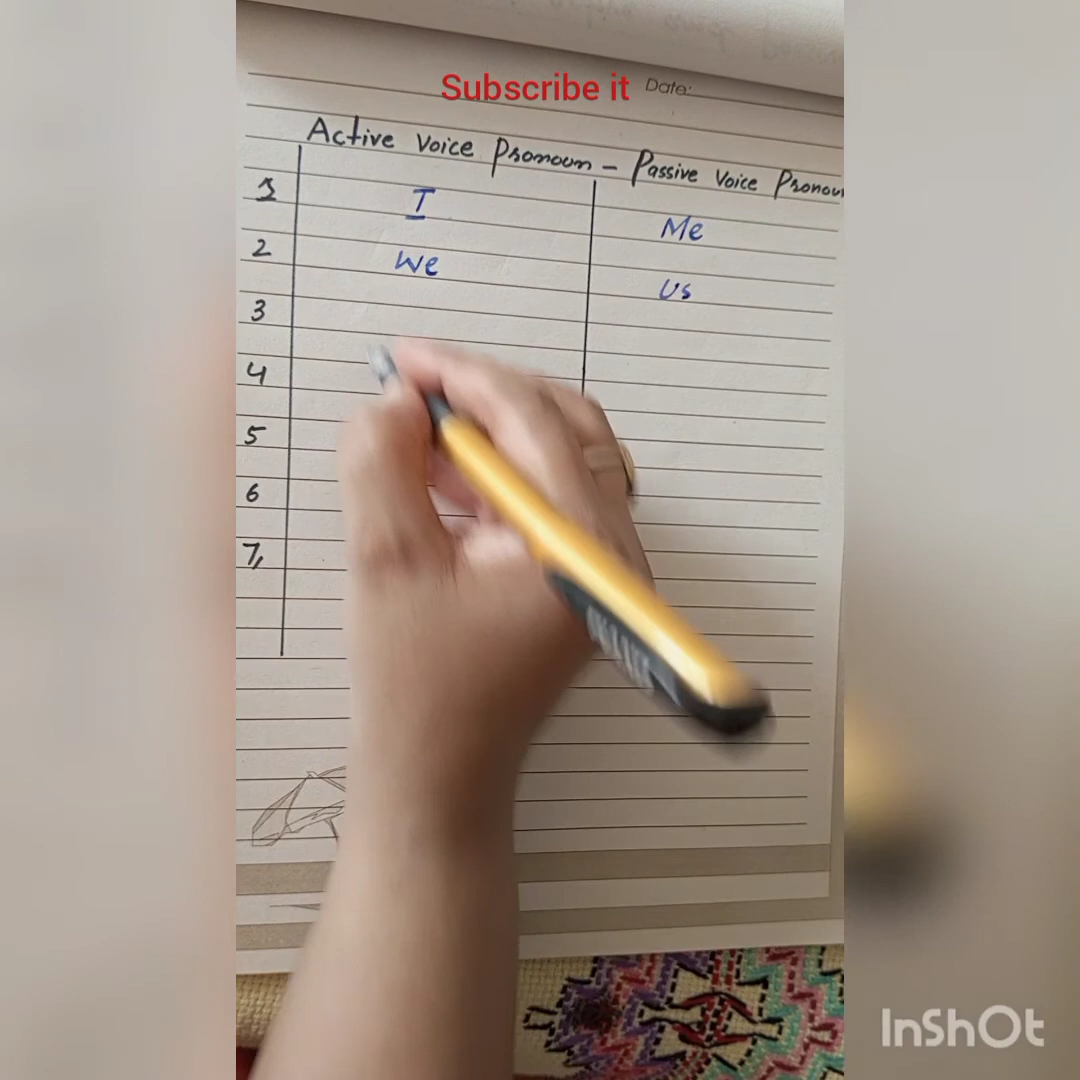 Subscribe it
Date:
Active Voice Pronoun - Passive Voice Pronoun
1 I Me
2 We Us
3
4
5
6
7,
InShOt